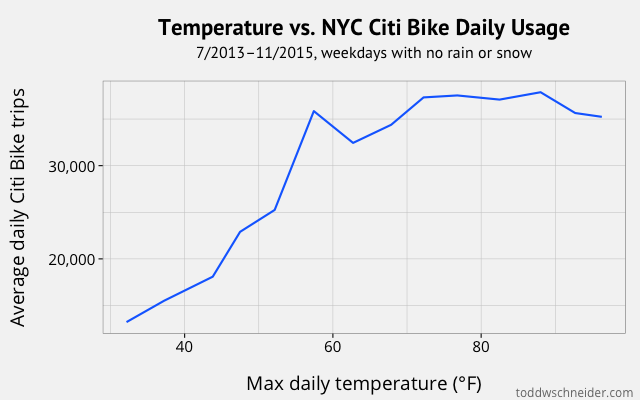 Temperature vs. NYC Citi Bike Daily Usage
7/2013–11/2015, weekdays with no rain or snow
Average daily Citi Bike trips
30,000
20,000
40 60 80
Max daily temperature (°F)
toddwschneider.com